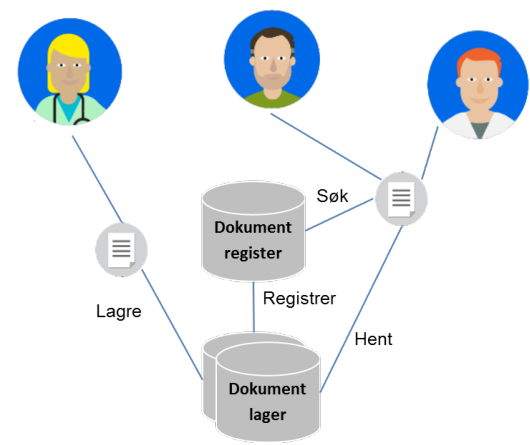 Søk
Dokument
register
Registrer
Lagre
Hent
Dokument
lager